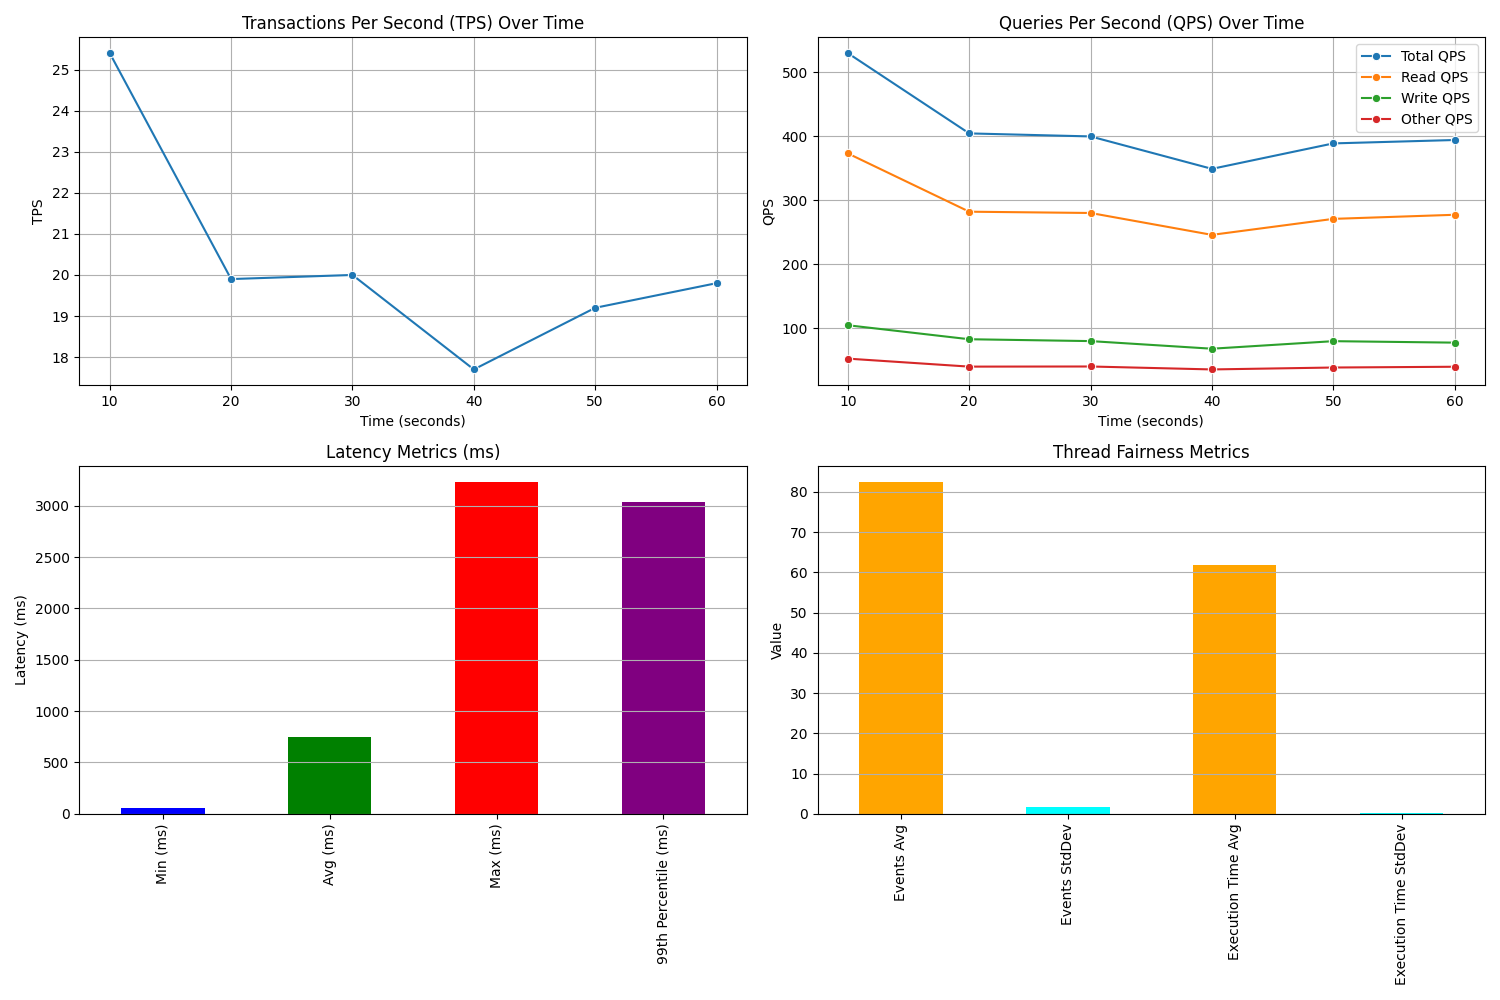 Transactions Per Second (TPS) Over Time
TPS
25
24
23
22
21
20
19
18
10 20 30 40 50 60
Time (seconds)
Queries Per Second (QPS) Over Time
QPS
500
400
300
200
100
Total QPS
Read QPS
Write QPS
Other QPS
10 20 30 40 50 60
Time (seconds)
Latency Metrics (ms)
Latency (ms)
3000
2500
2000
1500
1000
500
0
Min (ms)
Avg (ms)
Max (ms)
99th Percentile (ms)
Thread Fairness Metrics
Value
80
70
60
50
40
30
20
10
0
Events Avg
Events StdDev
Execution Time Avg
Execution Time StdDev